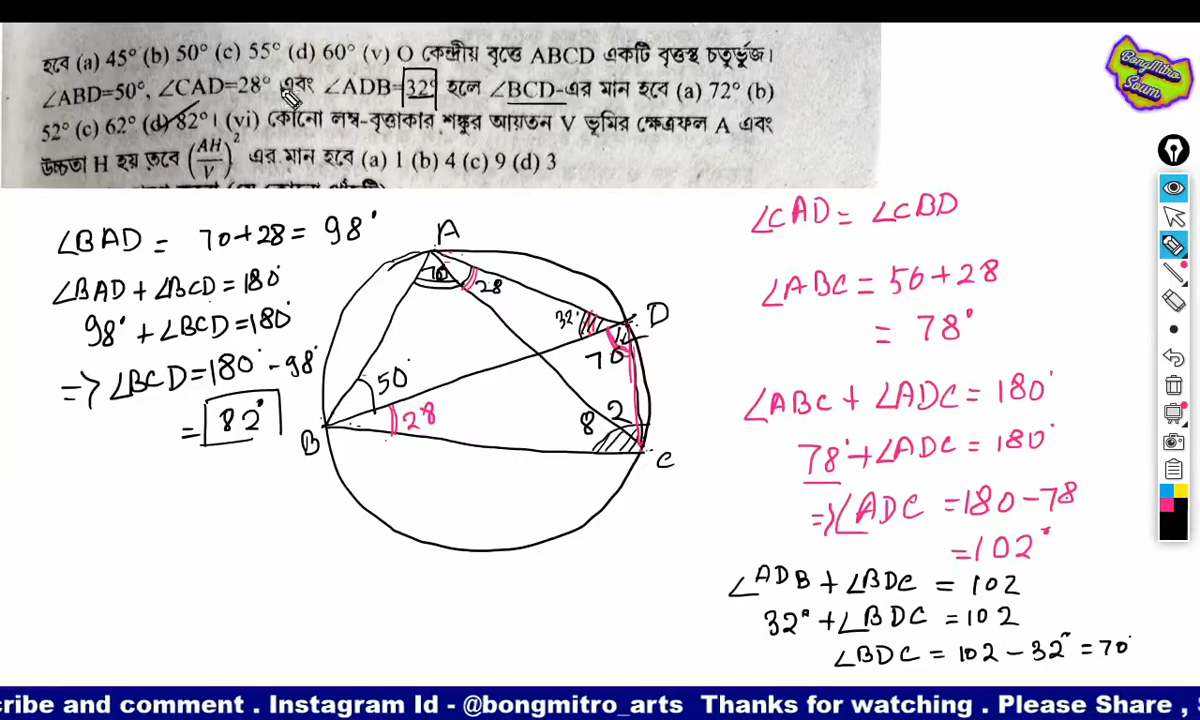 হবে (a) 45° (b) 50° (c) 55° (d) 60° (v) O কেন্দ্রীয় বৃত্তে ABCD একটি বৃত্তস্থ চতুর্ভুজ।
∠ABD=50°, ∠CAD=28° এবং ∠ADB=32° হলে ∠BCD-এর মান হবে (a) 72° (b)
52° (c) 62° (d) 82°। (vi) কোনো লম্ব-বৃত্তাকার শঙ্কুর আয়তন V ভূমির ক্ষেত্রফল A এবং
উচ্চতা H হয় তবে (AH/V)² এর মান হবে (a) 1 (b) 4 (c) 9 (d) 3
BongMitro
Soum
∠BAD = 70+28 = 98°
∠BAD + ∠BCD = 180°
98° + ∠BCD = 180°
=> ∠BCD = 180° - 98°
= 82°
A
70
28
32°
D
70
50°
28
82
B
C
∠CAD = ∠CBD
∠ABC = 50+28
= 78°
∠ABC + ∠ADC = 180°
78° + ∠ADC = 180°
=> ∠ADC = 180-78
= 102°
∠ADB + ∠BDC = 102
32° + ∠BDC = 102
∠BDC = 102 - 32° = 70°
cribe and comment . Instagram Id - @bongmitro_arts Thanks for watching . Please Share ,